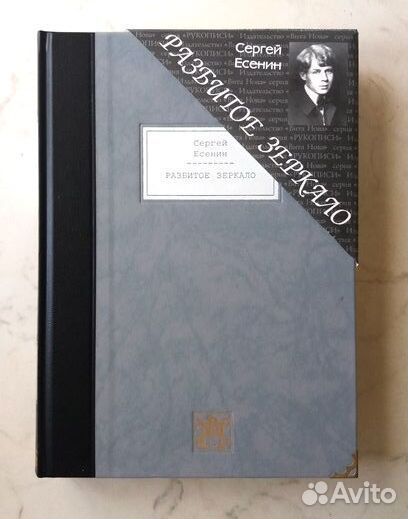 Сергей
Есенин
РАЗБИТОЕ ЗЕРКАЛО
Издательство «Вита Нова» серия «РУКОПИСИ»
Сергей
Есенин
---------
РАЗБИТОЕ ЗЕРКАЛО
Avito